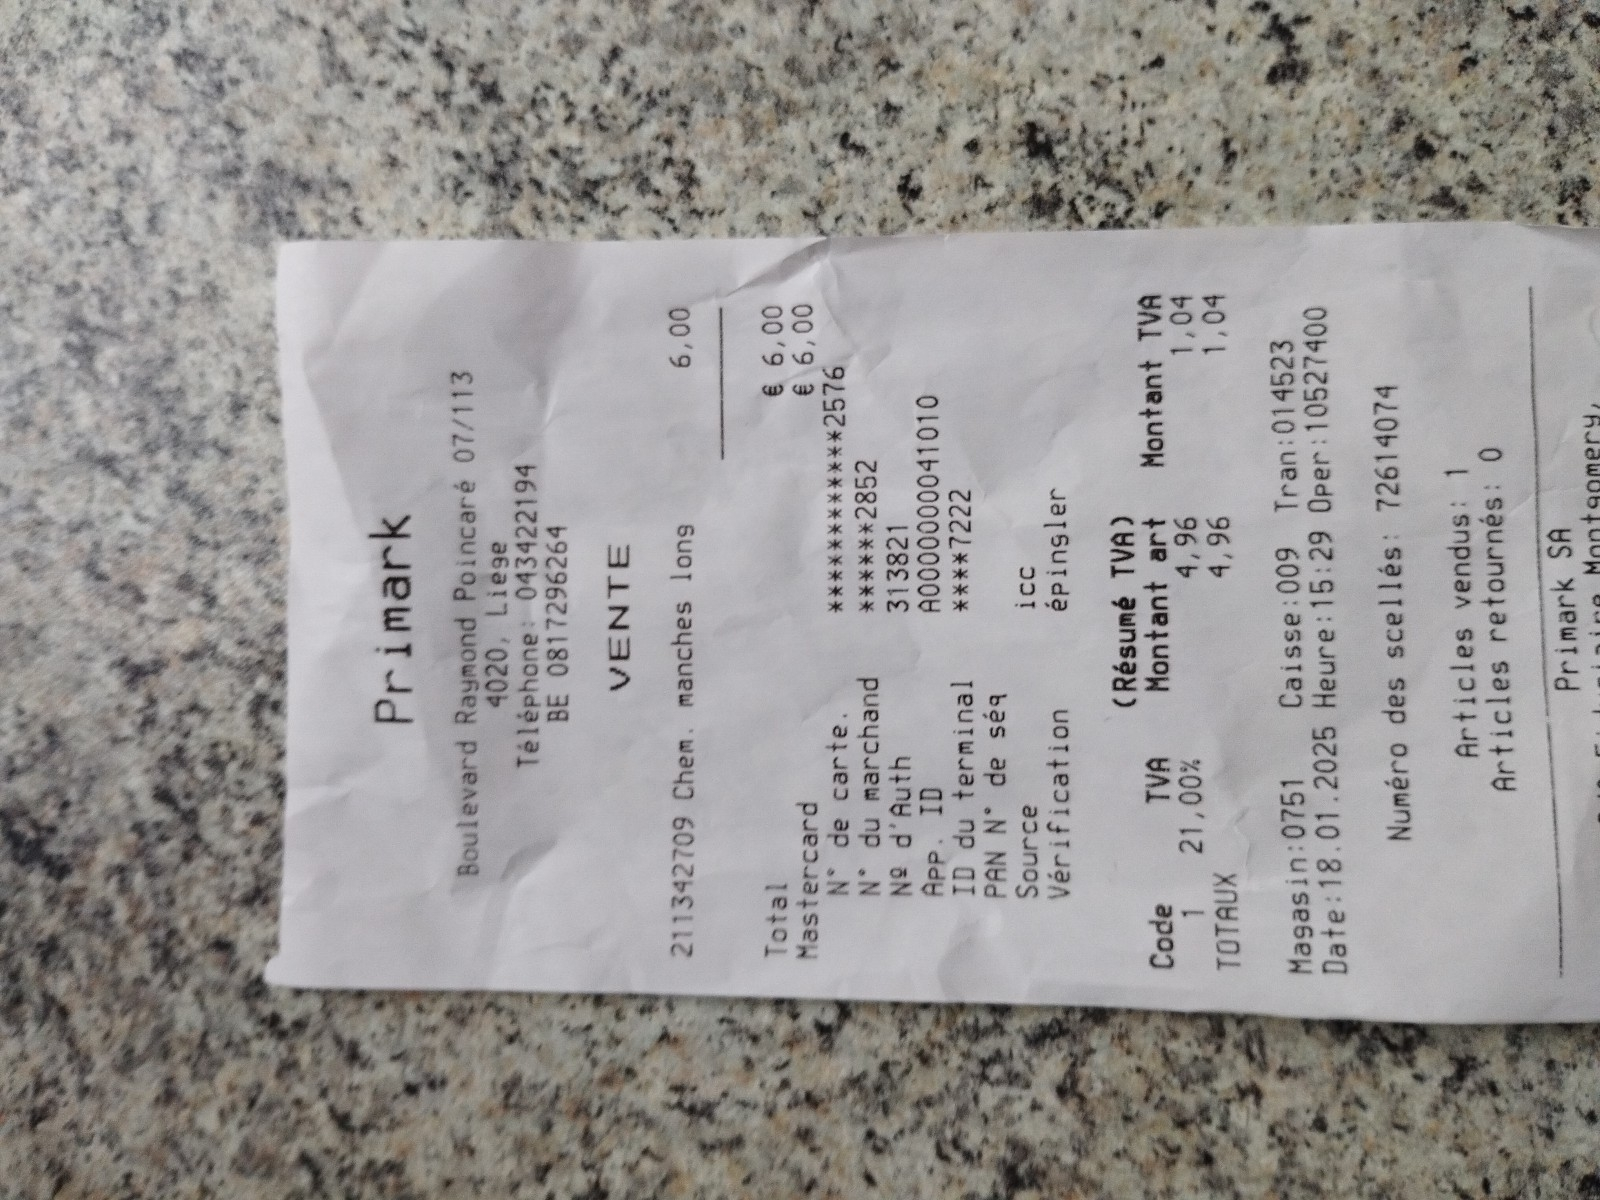 Primark
Boulevard Raymond Poincaré 07/113
4020, Liege
Téléphone: 043422194
BE 0817296264
VENTE
211342709 Chem. manches long 6,00
Total € 6,00
Mastercard € 6,00
N° de carte. ************2576
N° du marchand ******2852
Nº d'Auth 313821
App. ID A0000000041010
ID du terminal ****7222
PAN N° de séq
Source icc
Vérification épinsler
(Résumé TVA)
Code TVA Montant art Montant TVA
1 21,00% 4,96 1,04
TOTAUX 4,96 1,04
Magasin:0751 Caisse:009 Tran:014523
Date:18.01.2025 Heure:15:29 Oper:10527400
Numéro des scellés: 72614074
Articles vendus: 1
Articles retournés: 0
Primark SA
Montgomery,